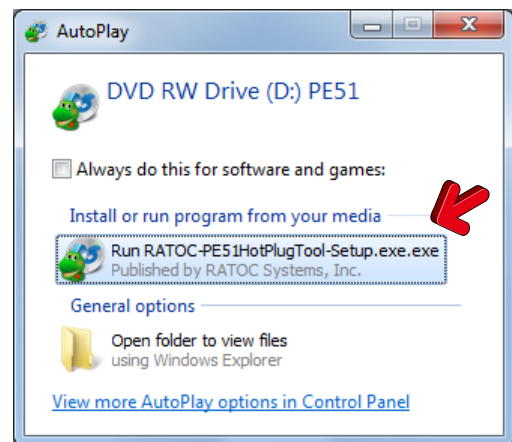 AutoPlay
DVD RW Drive (D:) PE51
Always do this for software and games:
Install or run program from your media
Run RATOC-PE51HotPlugTool-Setup.exe.exe
Published by RATOC Systems, Inc.
General options
Open folder to view files
using Windows Explorer
View more AutoPlay options in Control Panel